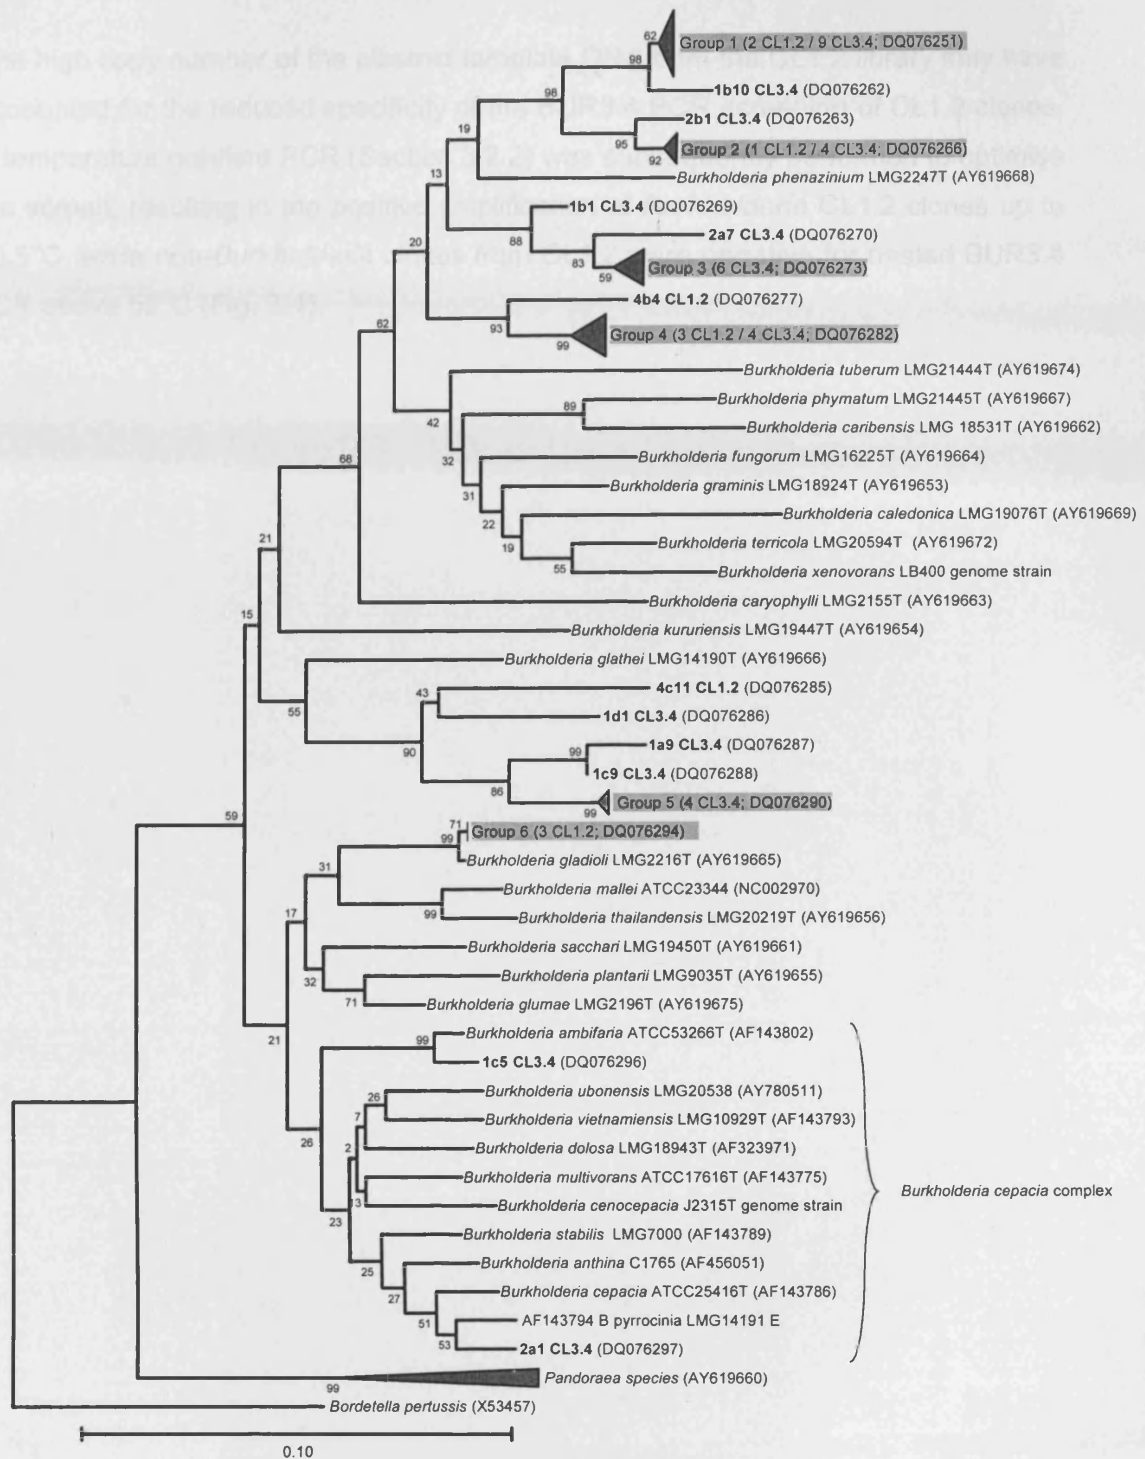 62
Group 1 (2 CL1.2 / 9 CL3.4; DQ076251)
98
1b10 CL3.4 (DQ076262)
98
2b1 CL3.4 (DQ076263)
95
92
Group 2 (1 CL1.2 / 4 CL3.4; DQ076266)
19
Burkholderia phenazinium LMG2247T (AY619668)
13
1b1 CL3.4 (DQ076269)
88
2a7 CL3.4 (DQ076270)
83
59
Group 3 (6 CL3.4; DQ076273)
20
4b4 CL1.2 (DQ076277)
93
99
Group 4 (3 CL1.2 / 4 CL3.4; DQ076282)
62
Burkholderia tuberum LMG21444T (AY619674)
42
89
Burkholderia phymatum LMG21445T (AY619667)
Burkholderia caribensis LMG 18531T (AY619662)
32
Burkholderia fungorum LMG16225T (AY619664)
31
Burkholderia graminis LMG18924T (AY619653)
22
Burkholderia caledonica LMG19076T (AY619669)
19
Burkholderia terricola LMG20594T (AY619672)
55
Burkholderia xenovorans LB400 genome strain
68
Burkholderia caryophylli LMG2155T (AY619663)
21
Burkholderia kururiensis LMG19447T (AY619654)
15
Burkholderia glathei LMG14190T (AY619666)
55
43
4c11 CL1.2 (DQ076285)
1d1 CL3.4 (DQ076286)
90
99
1a9 CL3.4 (DQ076287)
1c9 CL3.4 (DQ076288)
86
99
Group 5 (4 CL3.4; DQ076290)
59
71
Group 6 (3 CL1.2; DQ076294)
99
Burkholderia gladioli LMG2216T (AY619665)
31
Burkholderia mallei ATCC23344 (NC002970)
99
Burkholderia thailandensis LMG20219T (AY619656)
17
Burkholderia sacchari LMG19450T (AY619661)
32
Burkholderia plantarii LMG9035T (AY619655)
71
Burkholderia glumae LMG2196T (AY619675)
21
Burkholderia ambifaria ATCC53266T (AF143802)
99
1c5 CL3.4 (DQ076296)
26
Burkholderia ubonensis LMG20538 (AY780511)
26
Burkholderia vietnamiensis LMG10929T (AF143793)
7
Burkholderia dolosa LMG18943T (AF323971)
2
Burkholderia multivorans ATCC17616T (AF143775)
13
Burkholderia cenocepacia J2315T genome strain
Burkholderia cepacia complex
23
Burkholderia stabilis LMG7000 (AF143789)
25
Burkholderia anthina C1765 (AF456051)
27
Burkholderia cepacia ATCC25416T (AF143786)
51
AF143794 B pyrrocinia LMG14191 E
53
2a1 CL3.4 (DQ076297)
99
Pandoraea species (AY619660)
Bordetella pertussis (X53457)
0.10